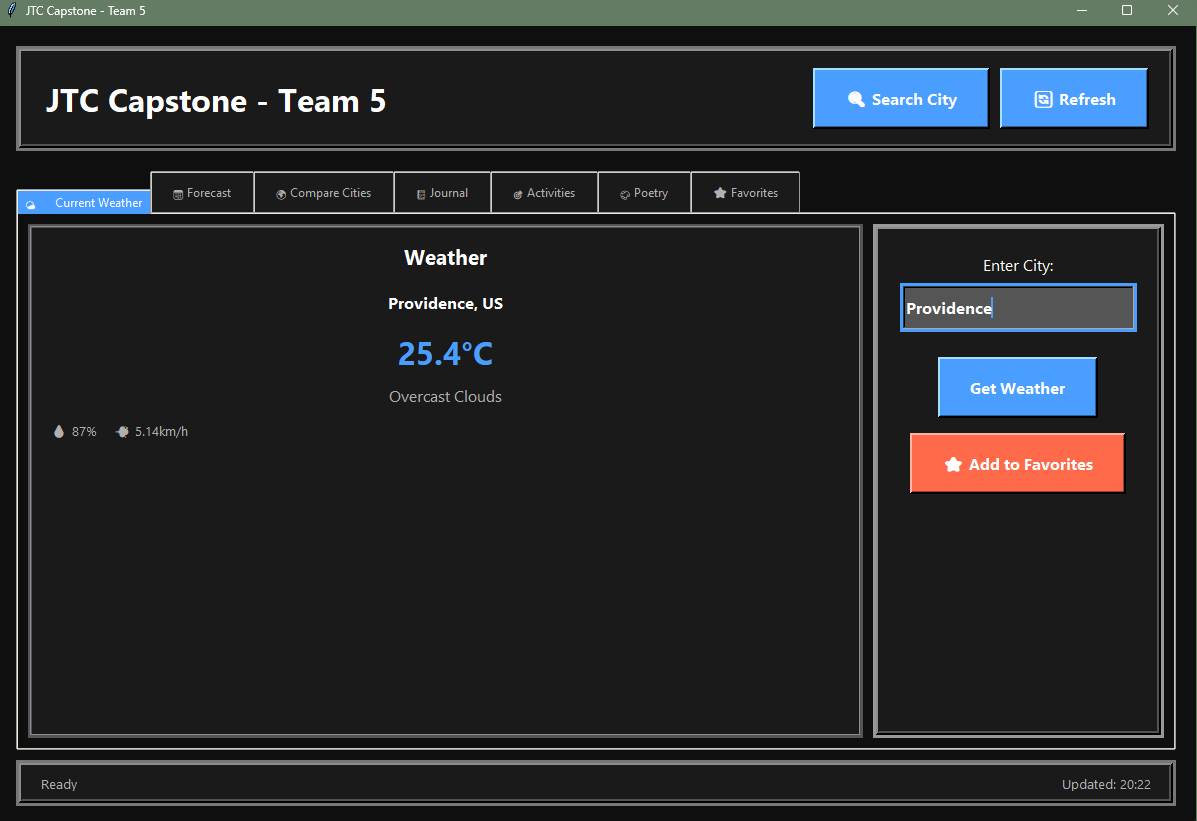 JTC Capstone - Team 5
JTC Capstone - Team 5
Search City
Refresh
Current Weather
Forecast
Compare Cities
Journal
Activities
Poetry
Favorites
Weather
Providence, US
25.4°C
Overcast Clouds
87%
5.14km/h
Enter City:
Providence
Get Weather
Add to Favorites
Ready
Updated: 20:22